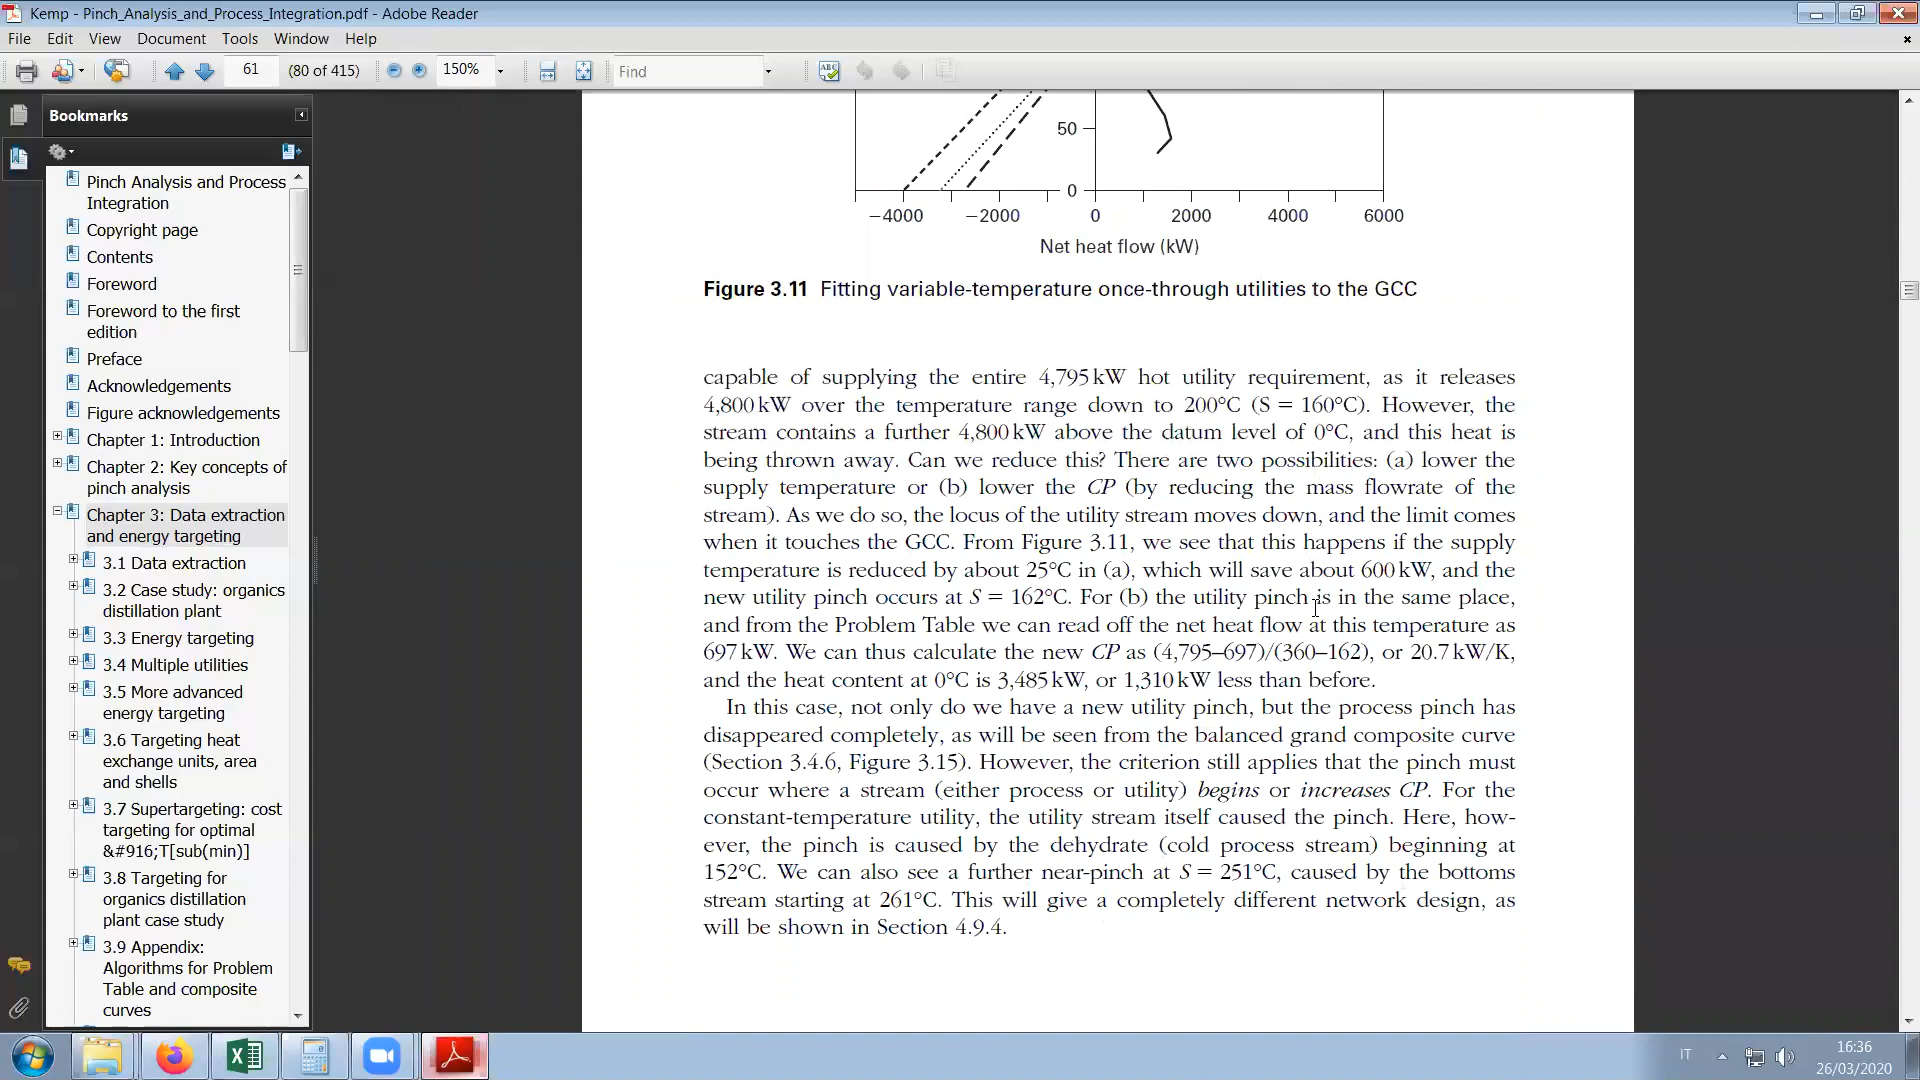 Kemp - Pinch_Analysis_and_Process_Integration.pdf - Adobe Reader
File Edit View Document Tools Window Help
61 (80 of 415) 150% Find
Bookmarks
Pinch Analysis and Process
Integration
Copyright page
Contents
Foreword
Foreword to the first
edition
Preface
Acknowledgements
Figure acknowledgements
Chapter 1: Introduction
Chapter 2: Key concepts of
pinch analysis
Chapter 3: Data extraction
and energy targeting
3.1 Data extraction
3.2 Case study: organics
distillation plant
3.3 Energy targeting
3.4 Multiple utilities
3.5 More advanced
energy targeting
3.6 Targeting heat
exchange units, area
and shells
3.7 Supertargeting: cost
targeting for optimal
&#916;T[sub(min)]
3.8 Targeting for
organics distillation
plant case study
3.9 Appendix:
Algorithms for Problem
Table and composite
curves
50
0
−4000 −2000 0 2000 4000 6000
Net heat flow (kW)
Figure 3.11 Fitting variable-temperature once-through utilities to the GCC
capable of supplying the entire 4,795 kW hot utility requirement, as it releases
4,800 kW over the temperature range down to 200°C (S = 160°C). However, the
stream contains a further 4,800 kW above the datum level of 0°C, and this heat is
being thrown away. Can we reduce this? There are two possibilities: (a) lower the
supply temperature or (b) lower the CP (by reducing the mass flowrate of the
stream). As we do so, the locus of the utility stream moves down, and the limit comes
when it touches the GCC. From Figure 3.11, we see that this happens if the supply
temperature is reduced by about 25°C in (a), which will save about 600 kW, and the
new utility pinch occurs at S = 162°C. For (b) the utility pinch is in the same place,
and from the Problem Table we can read off the net heat flow at this temperature as
697 kW. We can thus calculate the new CP as (4,795–697)/(360–162), or 20.7 kW/K,
and the heat content at 0°C is 3,485 kW, or 1,310 kW less than before.
In this case, not only do we have a new utility pinch, but the process pinch has
disappeared completely, as will be seen from the balanced grand composite curve
(Section 3.4.6, Figure 3.15). However, the criterion still applies that the pinch must
occur where a stream (either process or utility) begins or increases CP. For the
constant-temperature utility, the utility stream itself caused the pinch. Here, how-
ever, the pinch is caused by the dehydrate (cold process stream) beginning at
152°C. We can also see a further near-pinch at S = 251°C, caused by the bottoms
stream starting at 261°C. This will give a completely different network design, as
will be shown in Section 4.9.4.
IT
16:36
26/03/2020